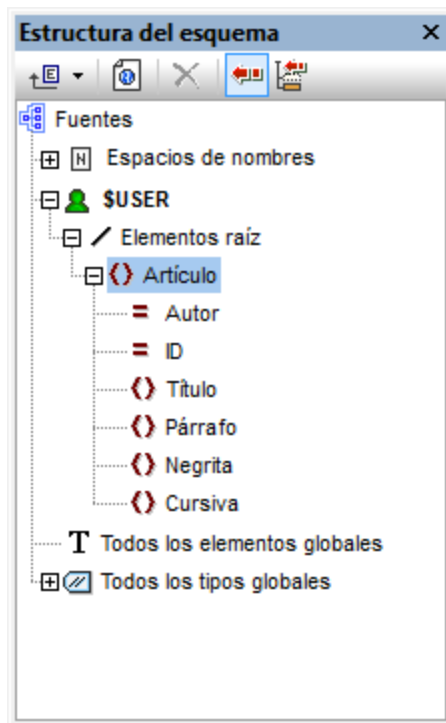 Estructura del esquema
Fuentes
Espacios de nombres
$USER
Elementos raíz
Artículo
Autor
ID
Título
Párrafo
Negrita
Cursiva
T Todos los elementos globales
Todos los tipos globales